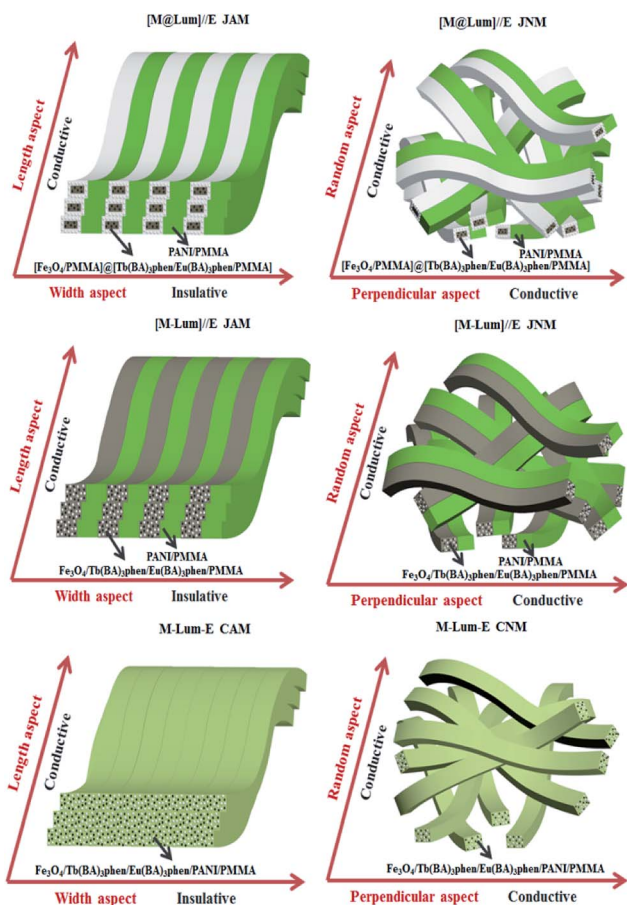 [M@Lum]//E JAM
Length aspect
Conductive
PANI/PMMA
[Fe₃O₄/PMMA]@[Tb(BA)₃phen/Eu(BA)₃phen/PMMA]
Width aspect Insulative
[M@Lum]//E JNM
Random aspect
Conductive
PANI/PMMA
[Fe₃O₄/PMMA]@[Tb(BA)₃phen/Eu(BA)₃phen/PMMA]
Perpendicular aspect Conductive
[M-Lum]//E JAM
Length aspect
Conductive
PANI/PMMA
Fe₃O₄/Tb(BA)₃phen/Eu(BA)₃phen/PMMA
Width aspect Insulative
[M-Lum]//E JNM
Random aspect
Conductive
PANI/PMMA
Fe₃O₄/Tb(BA)₃phen/Eu(BA)₃phen/PMMA
Perpendicular aspect Conductive
M-Lum-E CAM
Length aspect
Conductive
Fe₃O₄/Tb(BA)₃phen/Eu(BA)₃phen/PANI/PMMA
Width aspect Insulative
M-Lum-E CNM
Random aspect
Conductive
Fe₃O₄/Tb(BA)₃phen/Eu(BA)₃phen/PANI/PMMA
Perpendicular aspect Conductive